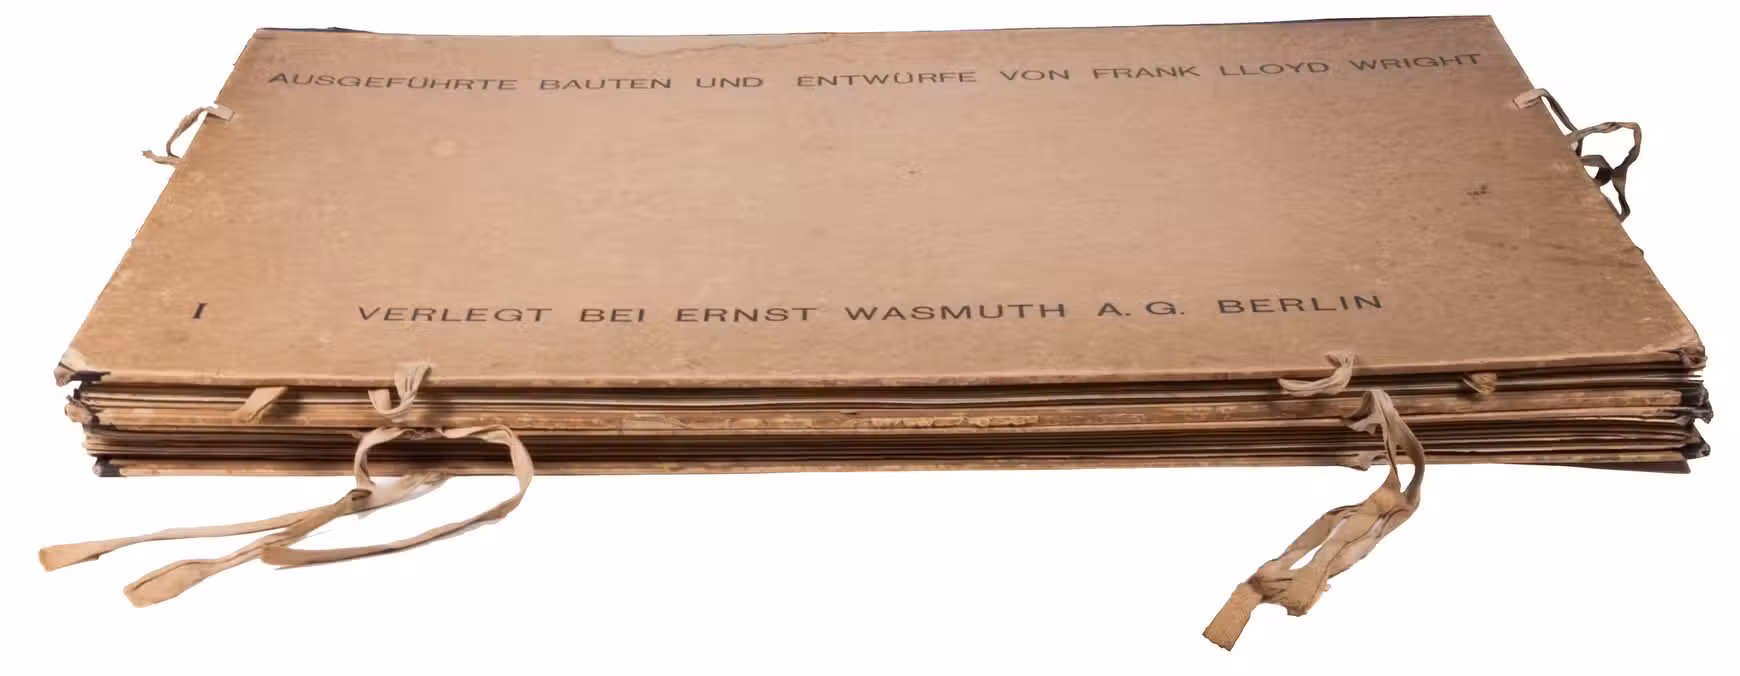 AUSGEFÜHRTE BAUTEN UND ENTWÜRFE VON FRANK LLOYD WRIGHT
I VERLEGT BEI ERNST WASMUTH A. G. BERLIN